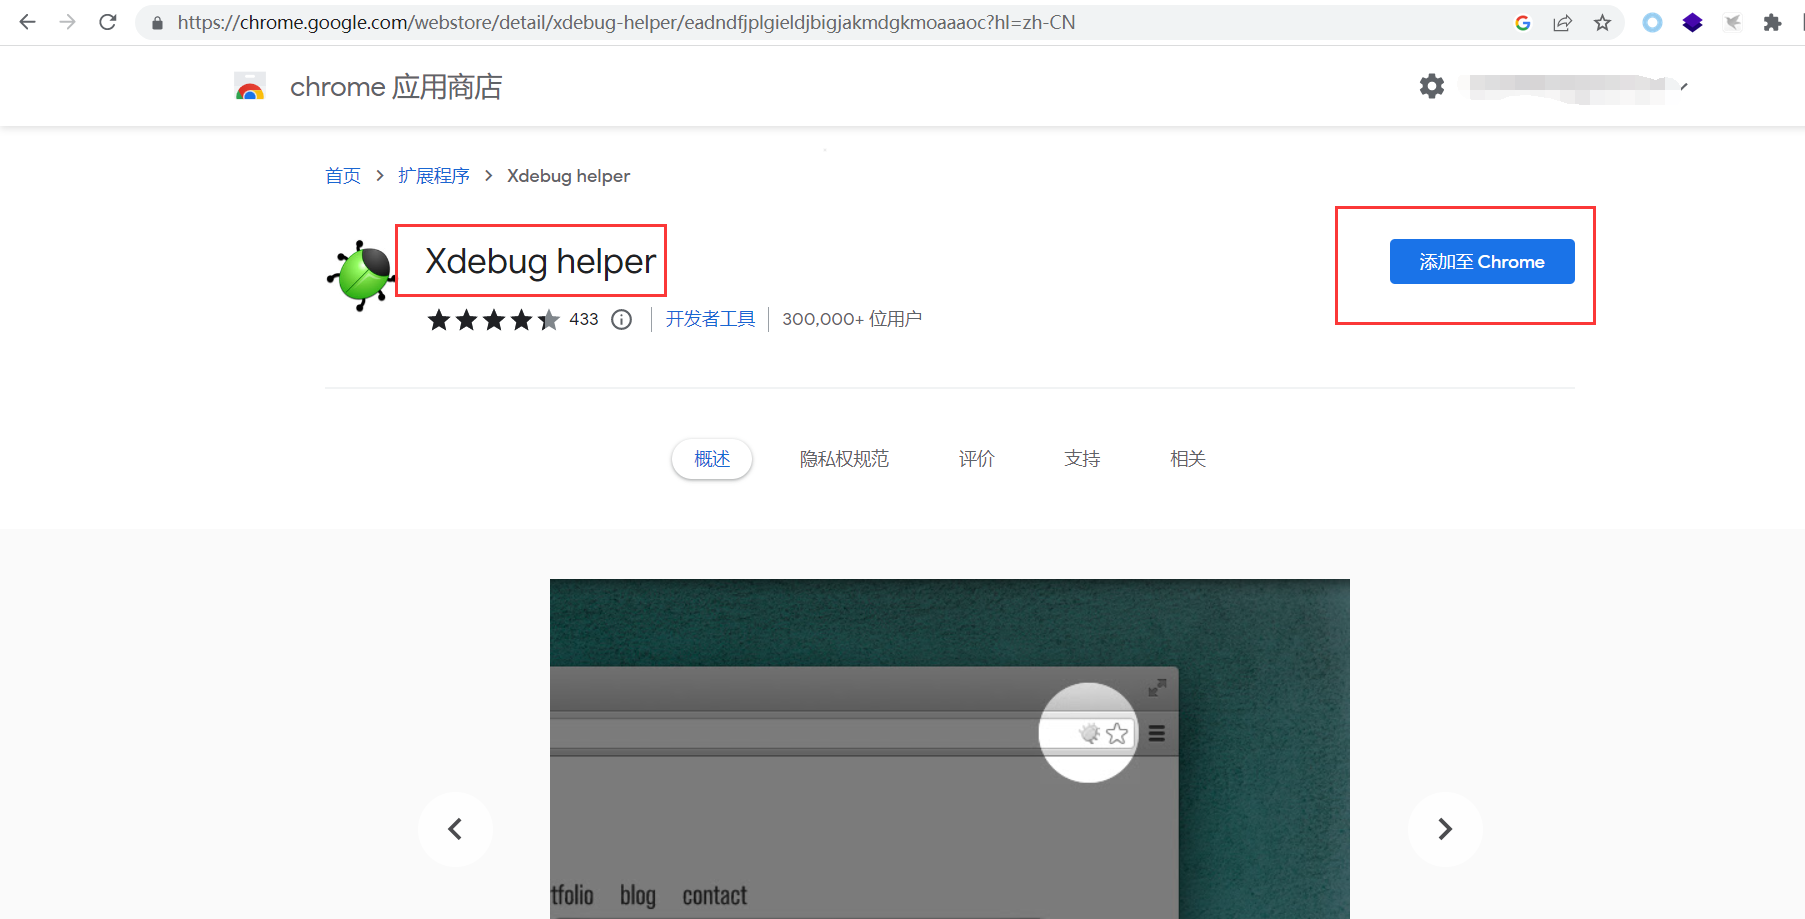 https://chrome.google.com/webstore/detail/xdebug-helper/eadndfjplgieldjbigjakmdgkmoaaaoc?hl=zh-CN
chrome 应用商店
首页 > 扩展程序 > Xdebug helper
Xdebug helper
添加至 Chrome
433 开发者工具 300,000+ 位用户
概述 隐私权规范 评价 支持 相关
tfolio blog contact